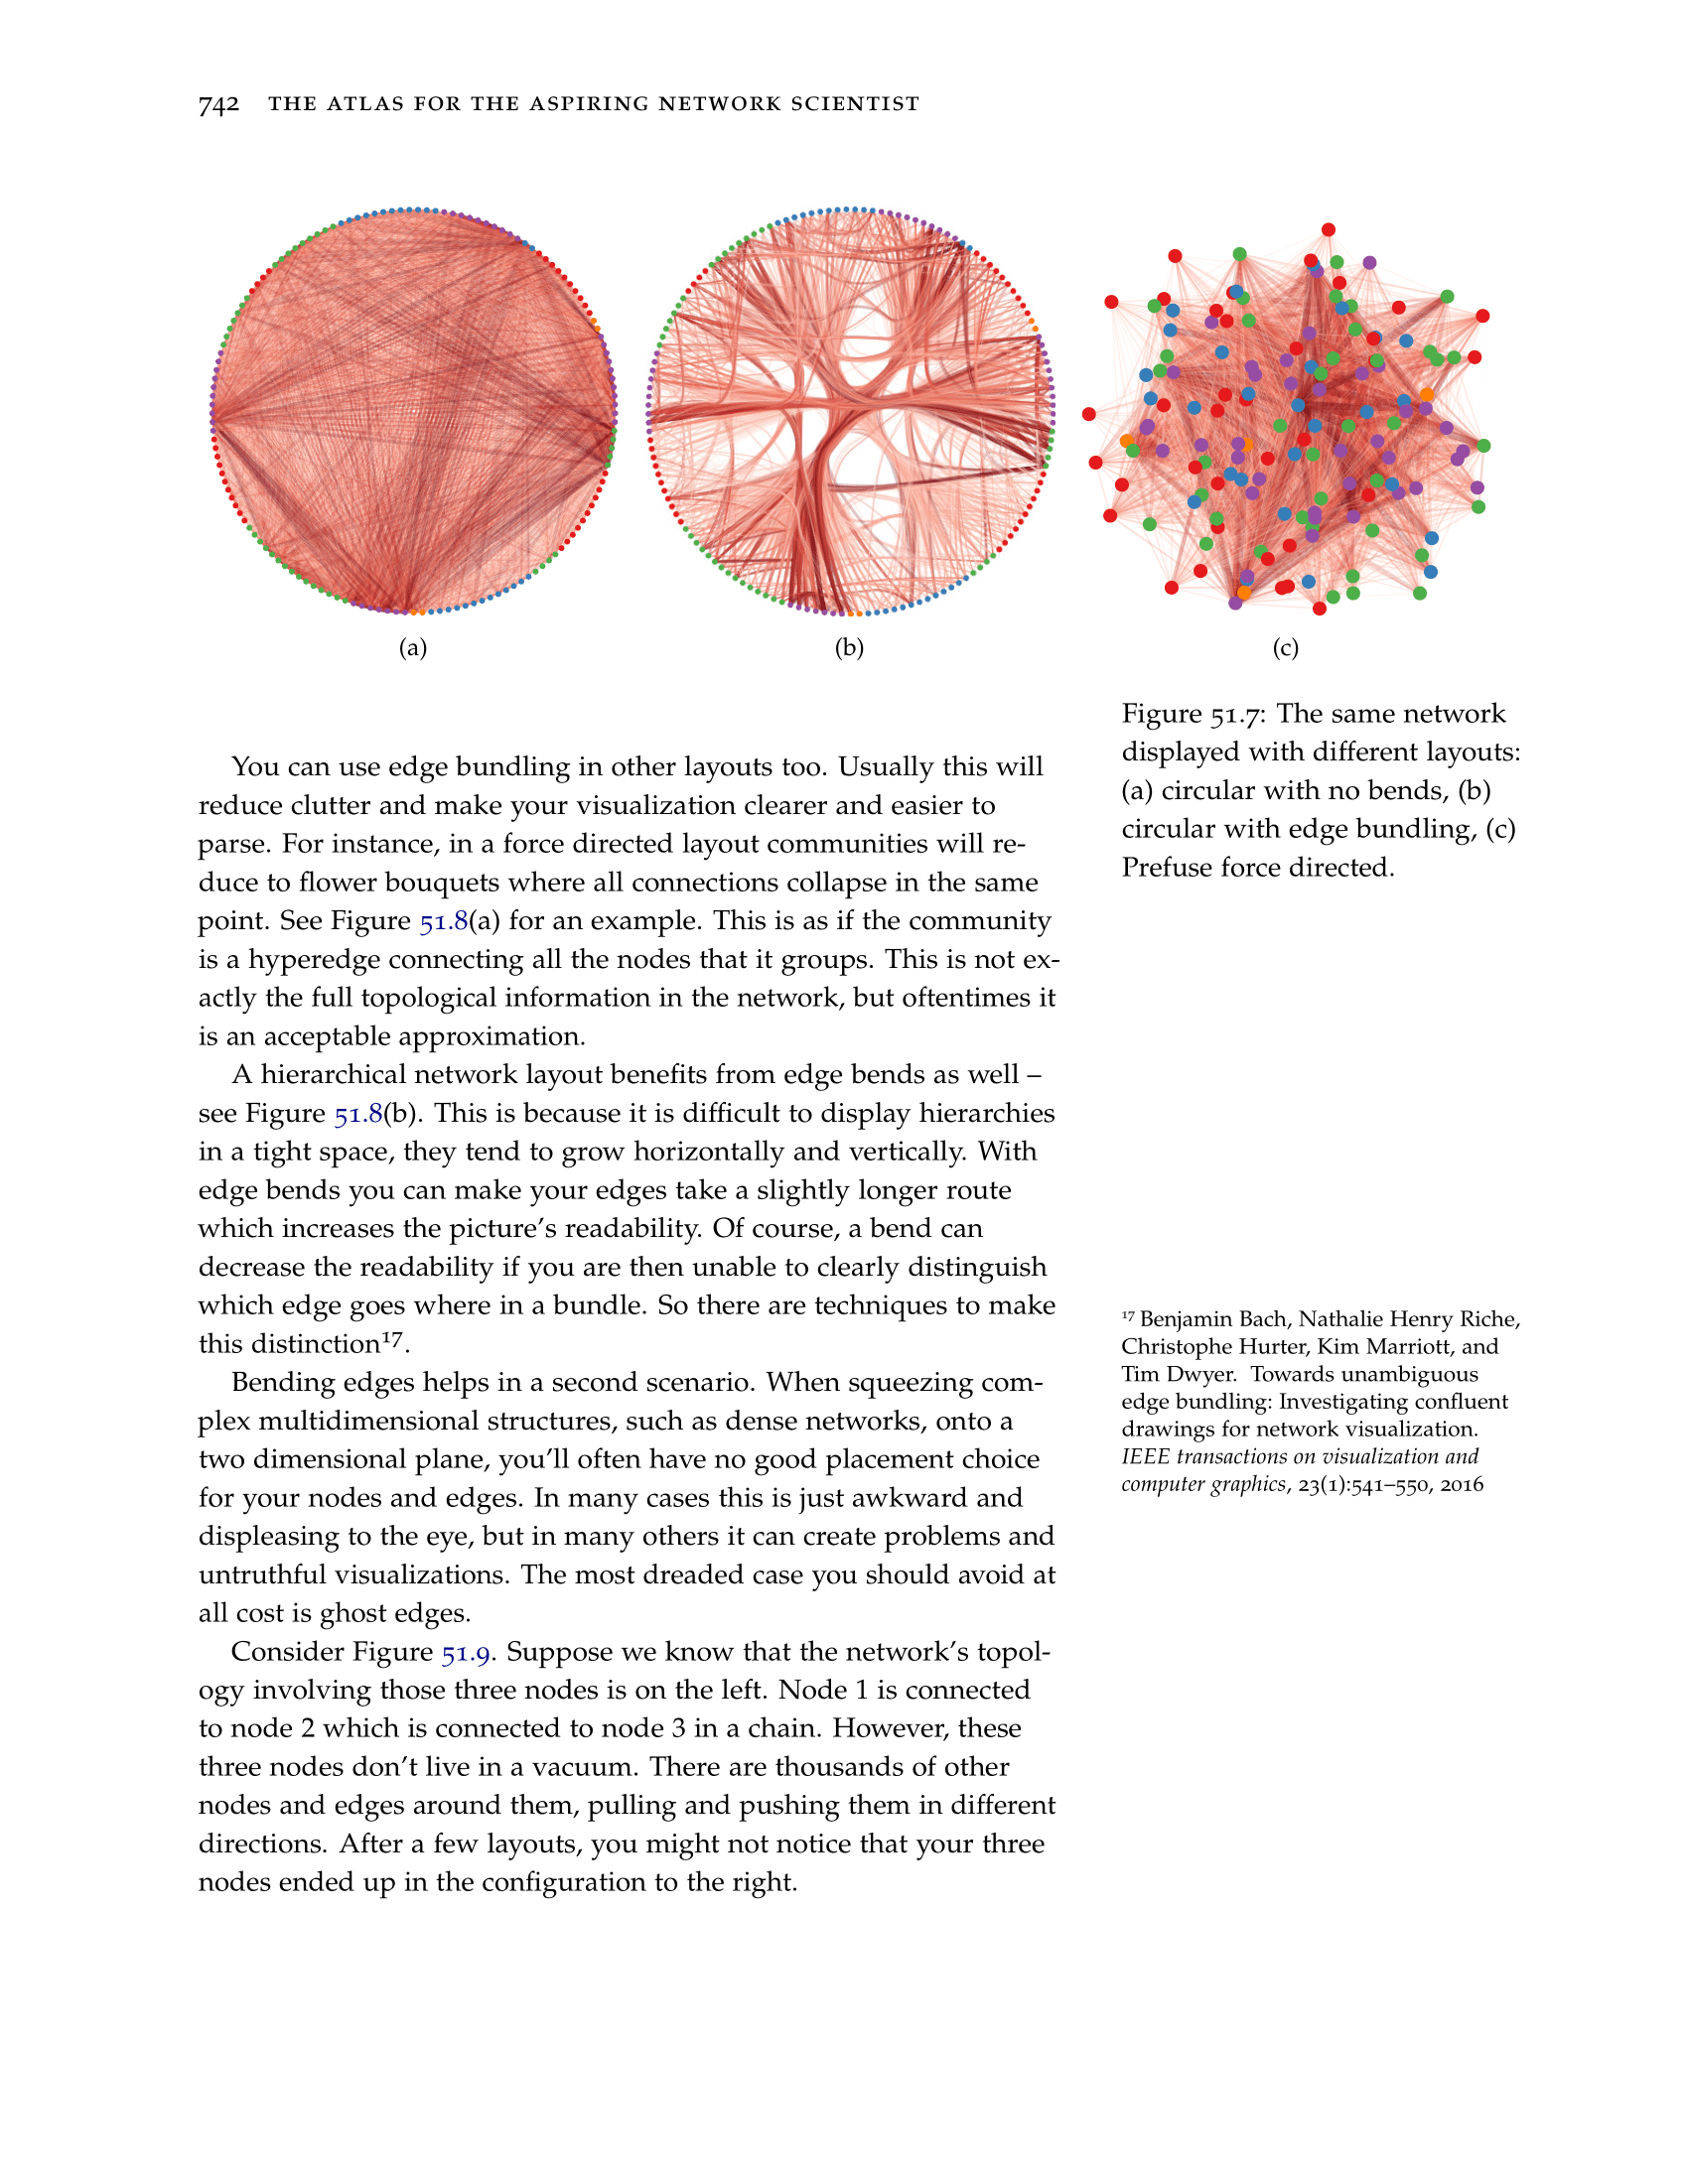 742 THE ATLAS FOR THE ASPIRING NETWORK SCIENTIST
(a)
(b)
(c)
Figure 51.7: The same network
displayed with different layouts:
(a) circular with no bends, (b)
circular with edge bundling, (c)
Prefuse force directed.
You can use edge bundling in other layouts too. Usually this will
reduce clutter and make your visualization clearer and easier to
parse. For instance, in a force directed layout communities will re-
duce to flower bouquets where all connections collapse in the same
point. See Figure 51.8(a) for an example. This is as if the community
is a hyperedge connecting all the nodes that it groups. This is not ex-
actly the full topological information in the network, but oftentimes it
is an acceptable approximation.
A hierarchical network layout benefits from edge bends as well –
see Figure 51.8(b). This is because it is difficult to display hierarchies
in a tight space, they tend to grow horizontally and vertically. With
edge bends you can make your edges take a slightly longer route
which increases the picture's readability. Of course, a bend can
decrease the readability if you are then unable to clearly distinguish
which edge goes where in a bundle. So there are techniques to make
this distinction¹⁷.
Bending edges helps in a second scenario. When squeezing com-
plex multidimensional structures, such as dense networks, onto a
two dimensional plane, you'll often have no good placement choice
for your nodes and edges. In many cases this is just awkward and
displeasing to the eye, but in many others it can create problems and
untruthful visualizations. The most dreaded case you should avoid at
all cost is ghost edges.
Consider Figure 51.9. Suppose we know that the network's topol-
ogy involving those three nodes is on the left. Node 1 is connected
to node 2 which is connected to node 3 in a chain. However, these
three nodes don't live in a vacuum. There are thousands of other
nodes and edges around them, pulling and pushing them in different
directions. After a few layouts, you might not notice that your three
nodes ended up in the configuration to the right.
¹⁷ Benjamin Bach, Nathalie Henry Riche,
Christophe Hurter, Kim Marriott, and
Tim Dwyer. Towards unambiguous
edge bundling: Investigating confluent
drawings for network visualization.
IEEE transactions on visualization and
computer graphics, 23(1):541–550, 2016